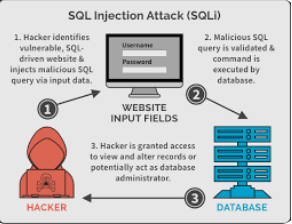 SQL Injection Attack (SQLi)
1. Hacker identifies
vulnerable, SQL-
driven website &
injects malicious SQL
query via input data.
Username
Password
2. Malicious SQL
query is validated &
command is
executed by
database.
1
2
WEBSITE
INPUT FIELDS
3. Hacker is granted access
to view and alter records or
potentially act as database
administrator.
HACKER
3
DATABASE